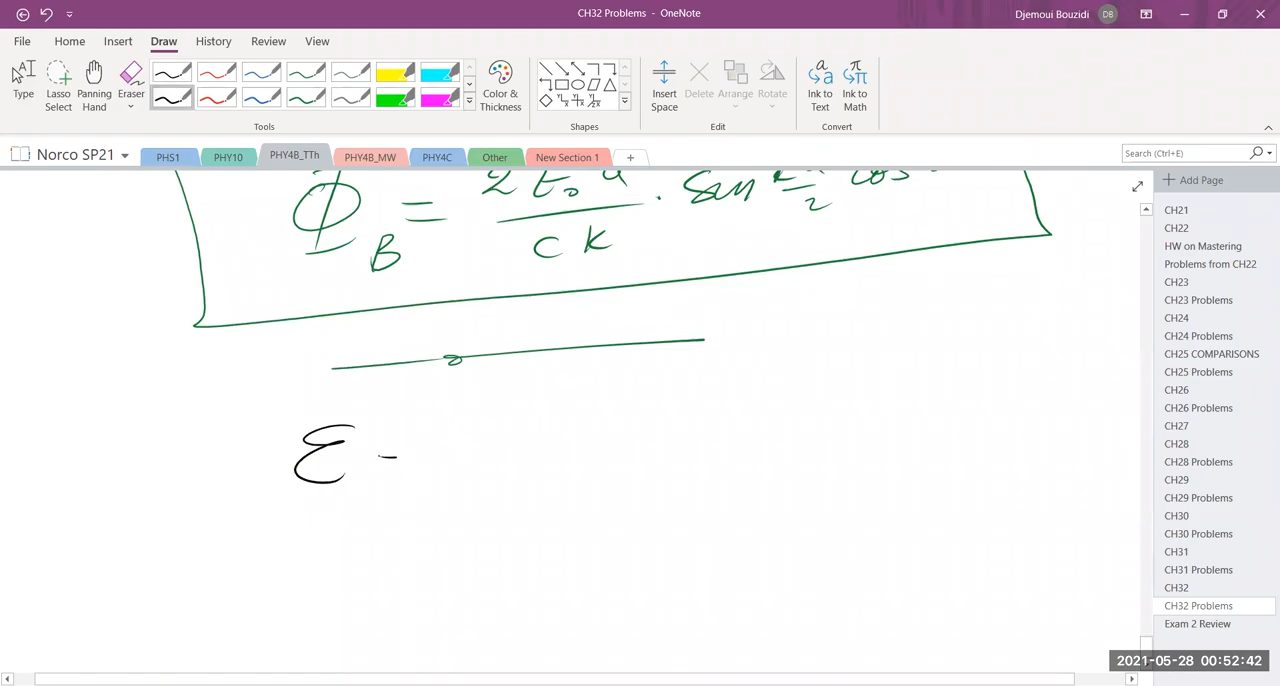 CH32 Problems - OneNote
Djemoui Bouzidi DB
File Home Insert Draw History Review View
Type Lasso Select Panning Hand Eraser Color & Thickness Insert Space Delete Arrange Rotate Ink to Text Ink to Math
Tools Shapes Edit Convert
Norco SP21 PHS1 PHY10 PHY4B_TTh PHY4B_MW PHY4C Other New Section 1 +
Search (Ctrl+E)
Add Page
CH21
CH22
HW on Mastering
Problems from CH22
CH23
CH23 Problems
CH24
CH24 Problems
CH25 COMPARISONS
CH25 Problems
CH26
CH26 Problems
CH27
CH28
CH28 Problems
CH29
CH29 Problems
CH30
CH30 Problems
CH31
CH31 Problems
CH32
CH32 Problems
Exam 2 Review
Φ_B = 2 E₀ a / c k . Sin /2 cos
ℰ -
2021-05-28 00:52:42